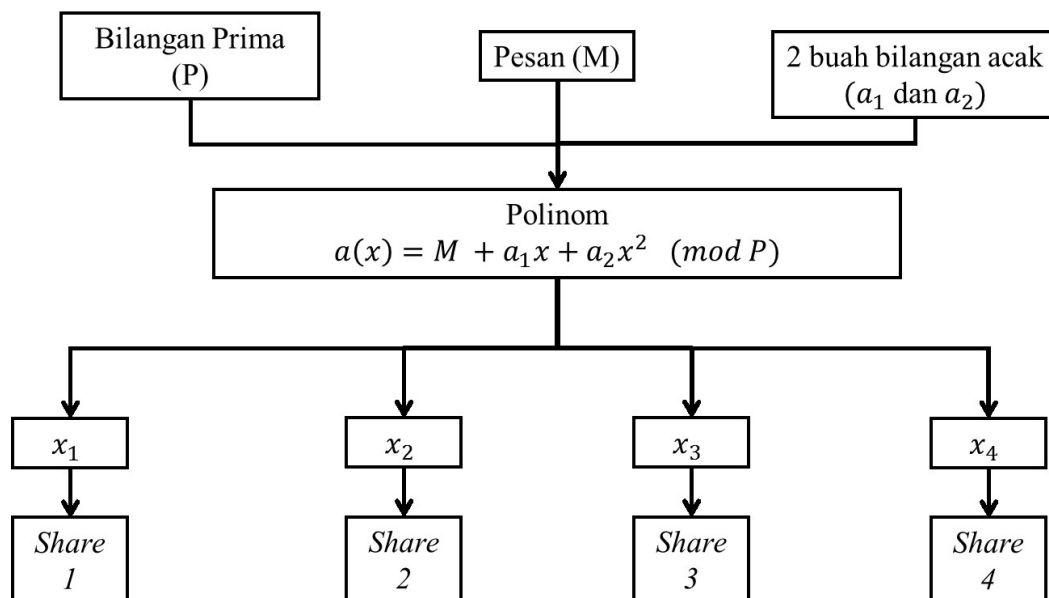 Bilangan Prima
(P)
Pesan (M)
2 buah bilangan acak
(𝑎₁ dan 𝑎₂)
Polinom
𝑎(𝑥) = 𝑀 + 𝑎₁𝑥 + 𝑎₂𝑥² (𝑚𝑜𝑑 𝑃)
𝑥₁
𝑥₂
𝑥₃
𝑥₄
Share
1
Share
2
Share
3
Share
4